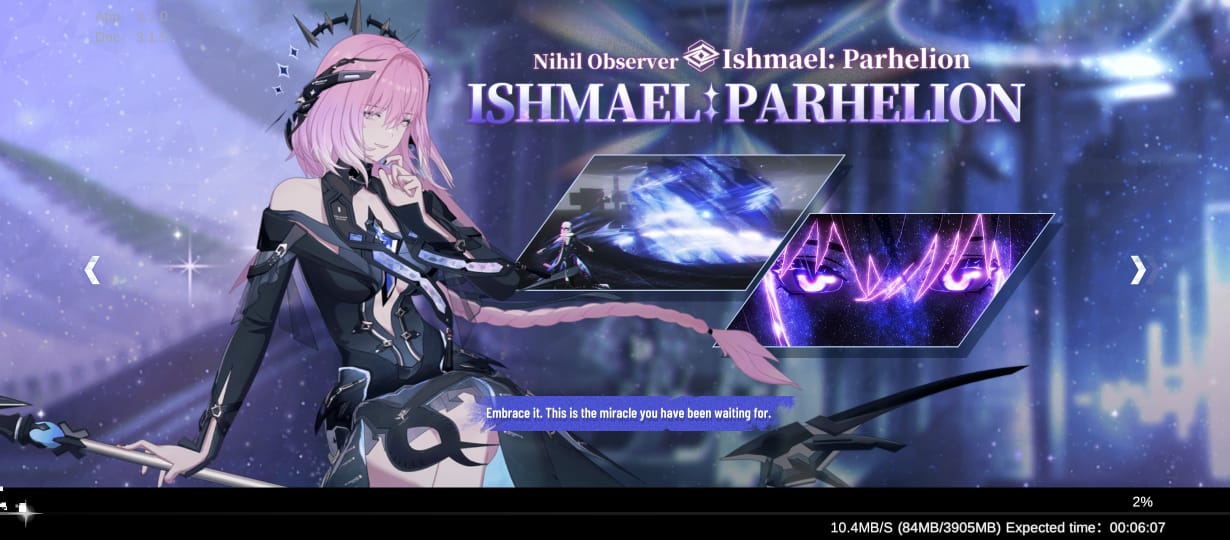 Nihil Observer Ishmael: Parhelion
ISHMAEL PARHELION
Embrace it. This is the miracle you have been waiting for.
2%
10.4MB/S (84MB/3905MB) Expected time: 00:06:07